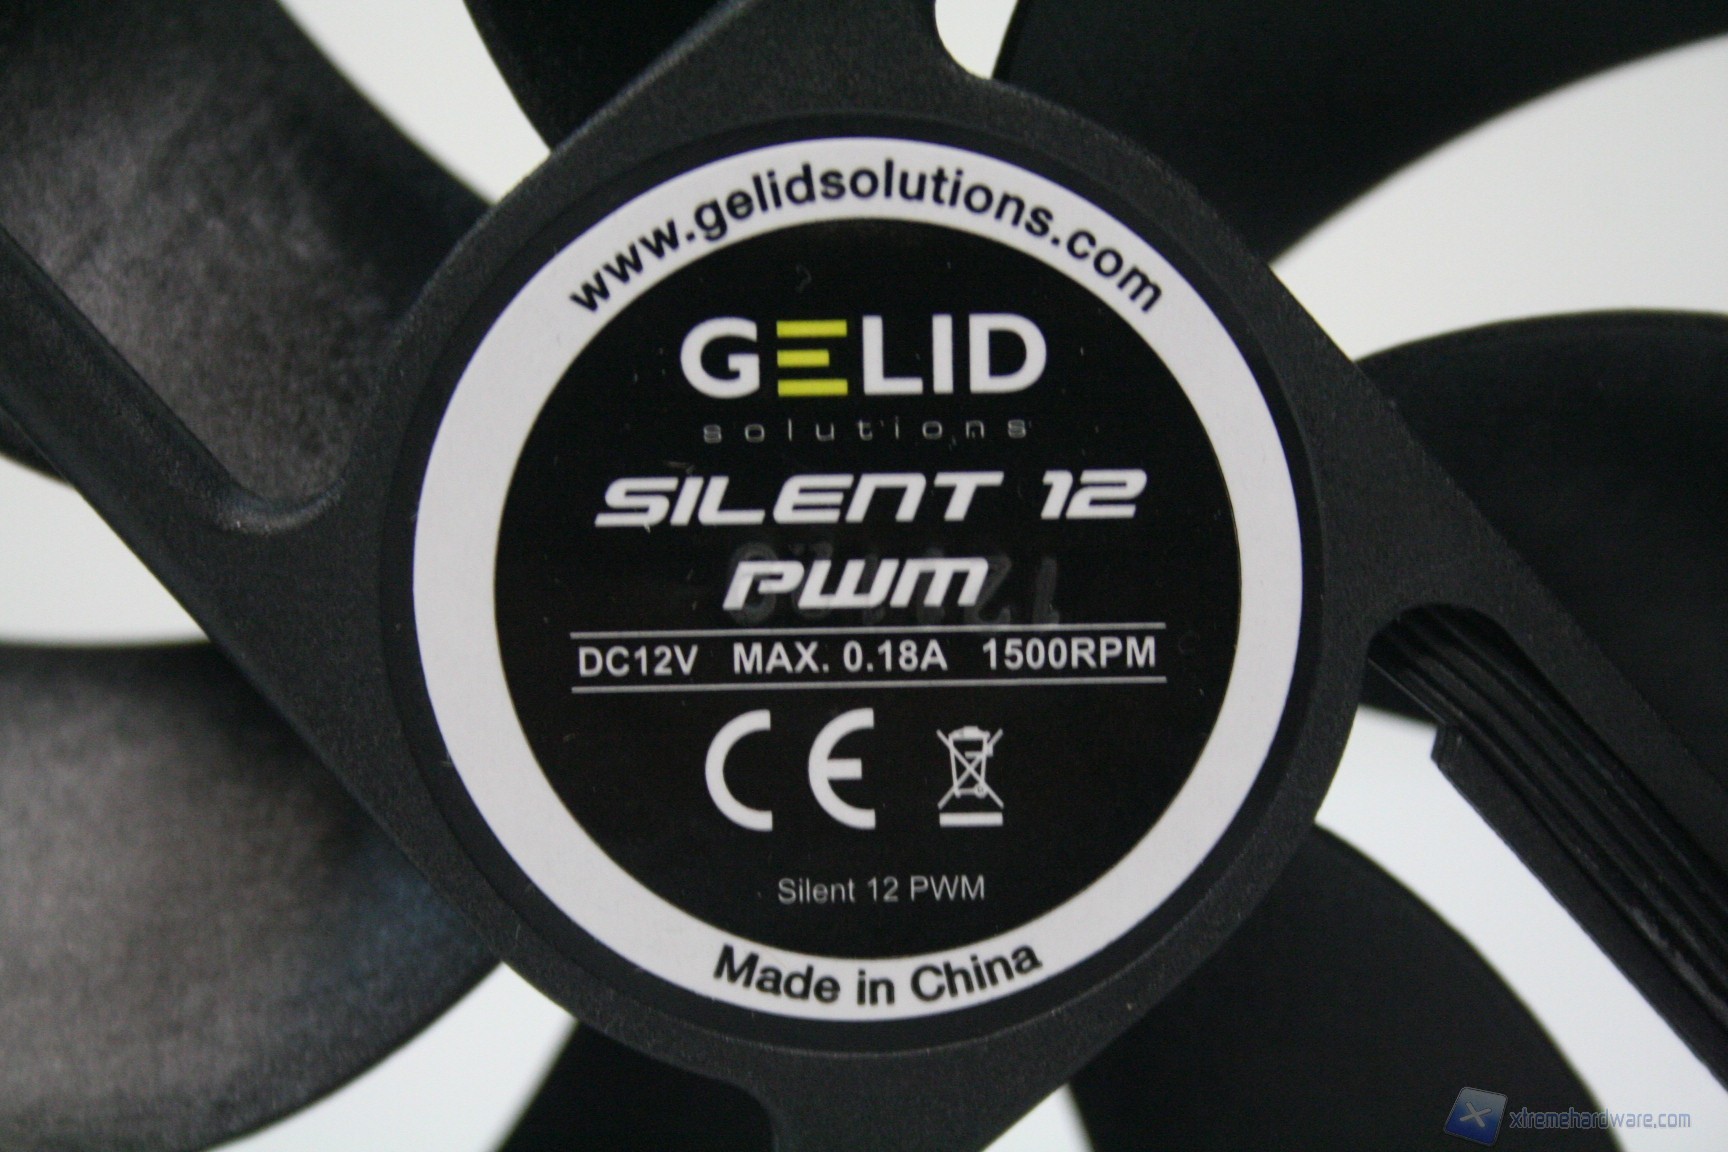 www.gelidsolutions.com
GELID
solutions
SILENT 12
PWM
DC12V MAX. 0.18A 1500RPM
CE
Silent 12 PWM
Made in China
xtremehardware.com